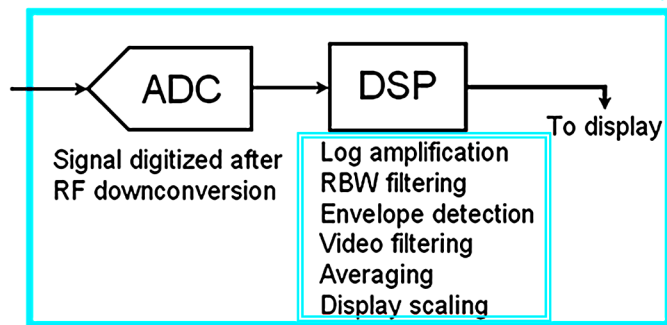 ADC
DSP
To display
Signal digitized after
RF downconversion
Log amplification
RBW filtering
Envelope detection
Video filtering
Averaging
Display scaling